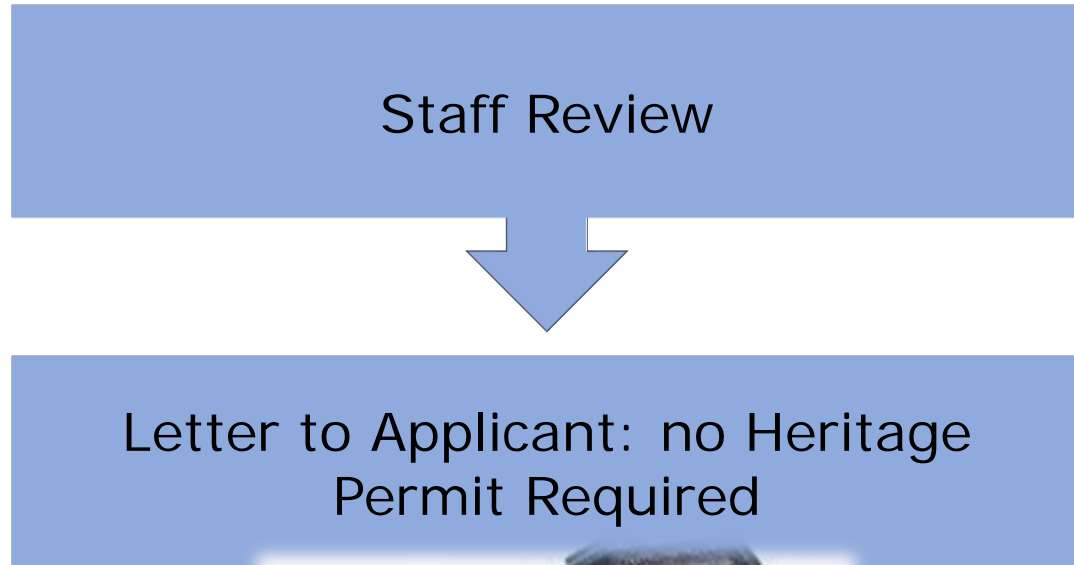 Staff Review
Letter to Applicant: no Heritage
Permit Required